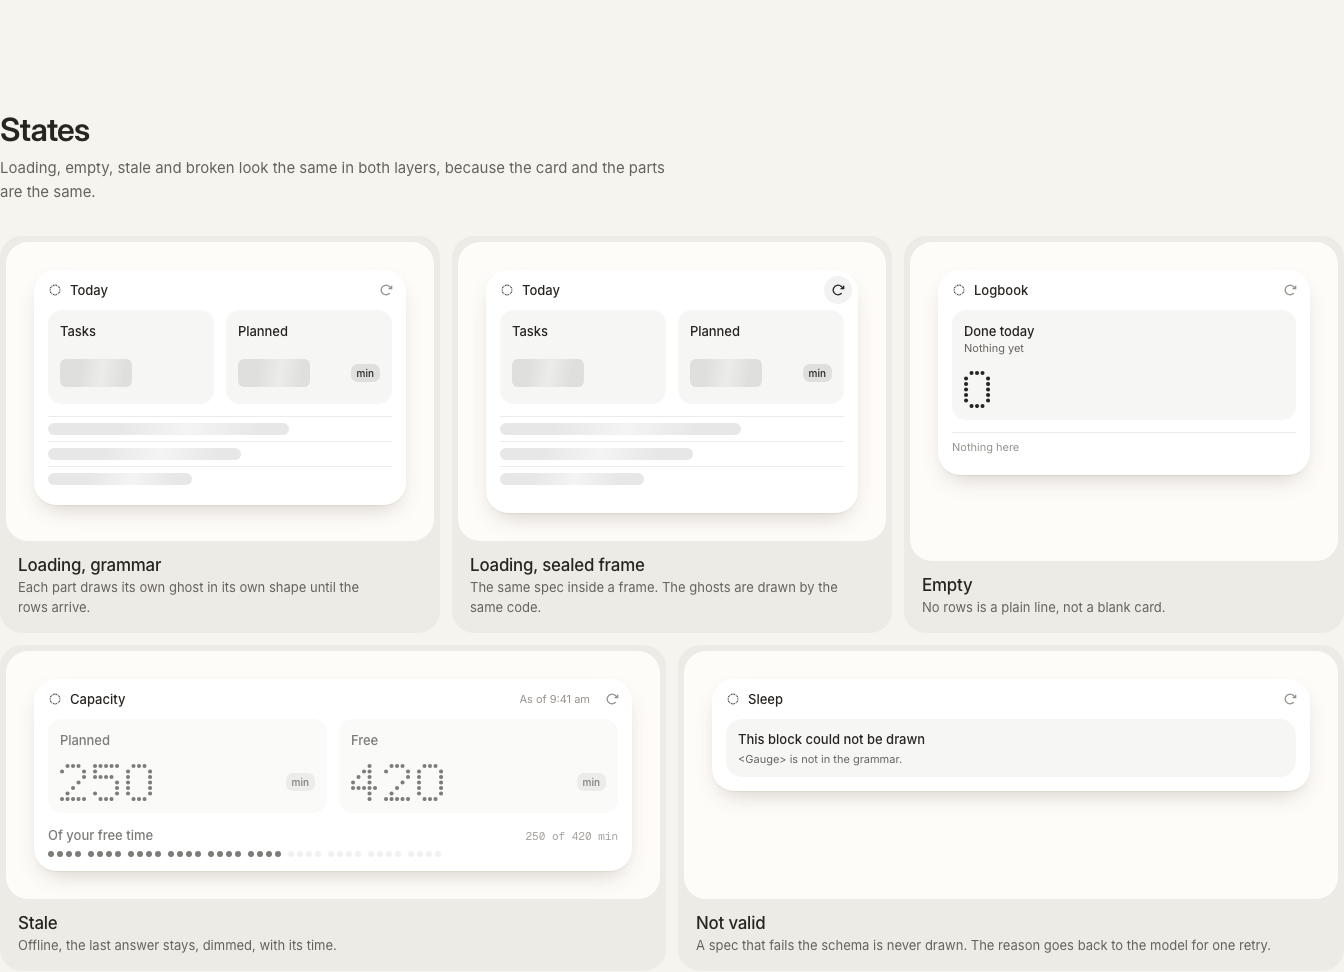 States
Loading, empty, stale and broken look the same in both layers, because the card and the parts
are the same.
Today
Tasks
Planned
min
Loading, grammar
Each part draws its own ghost in its own shape until the
rows arrive.
Today
Tasks
Planned
min
Loading, sealed frame
The same spec inside a frame. The ghosts are drawn by the
same code.
Logbook
Done today
Nothing yet
0
Nothing here
Empty
No rows is a plain line, not a blank card.
Capacity
As of 9:41 am
Planned
250
min
Free
420
min
Of your free time
250 of 420 min
Stale
Offline, the last answer stays, dimmed, with its time.
Sleep
This block could not be drawn
<Gauge> is not in the grammar.
Not valid
A spec that fails the schema is never drawn. The reason goes back to the model for one retry.